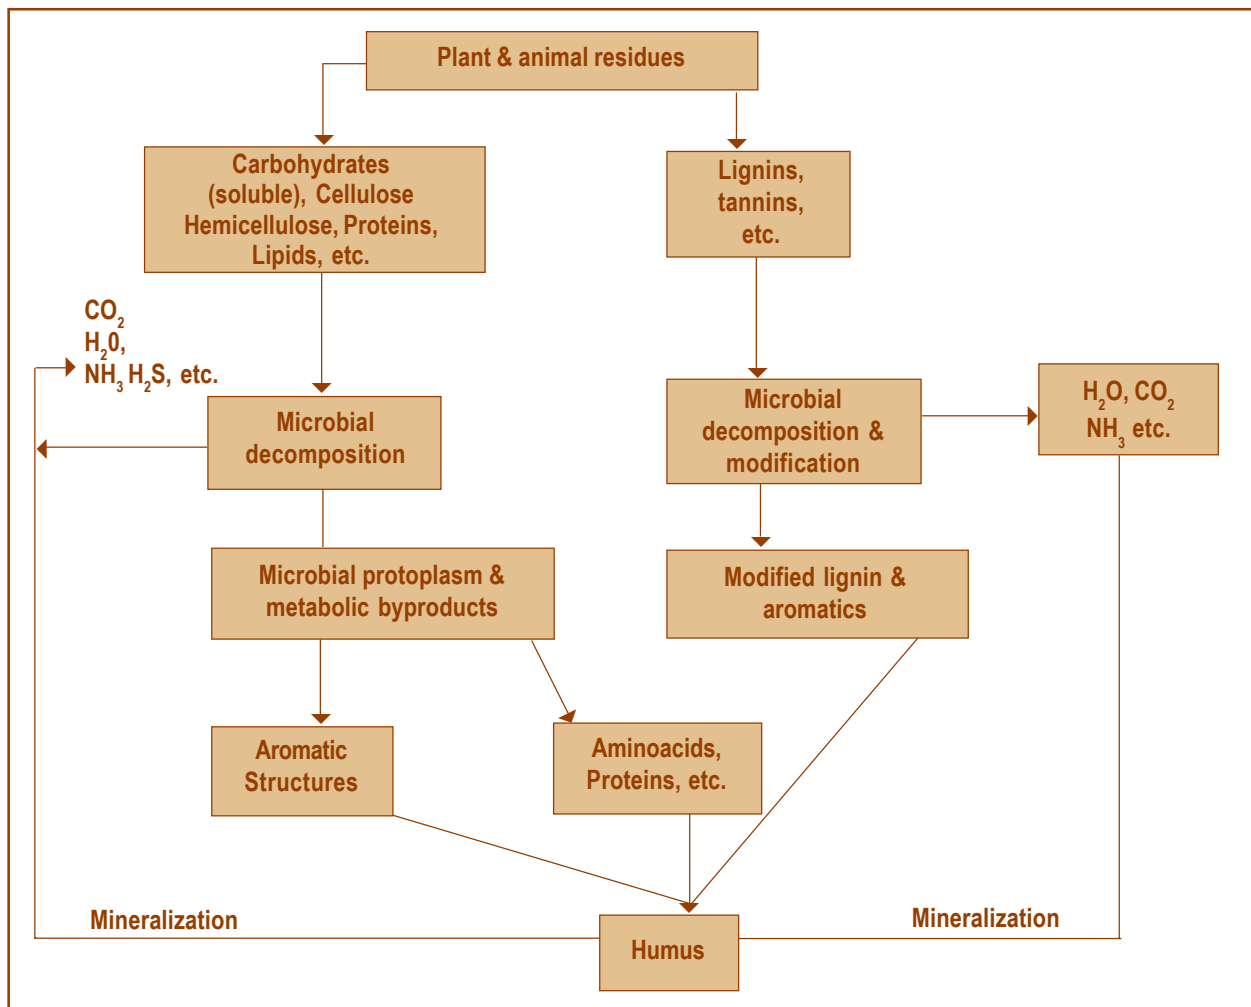 Plant & animal residues
Carbohydrates
(soluble), Cellulose
Hemicellulose, Proteins,
Lipids, etc.
Lignins,
tannins,
etc.
CO₂
H₂0,
NH₃ H₂S, etc.
Microbial
decomposition
Microbial
decomposition &
modification
H₂O, CO₂
NH₃ etc.
Microbial protoplasm &
metabolic byproducts
Modified lignin &
aromatics
Aromatic
Structures
Aminoacids,
Proteins, etc.
Mineralization
Mineralization
Humus